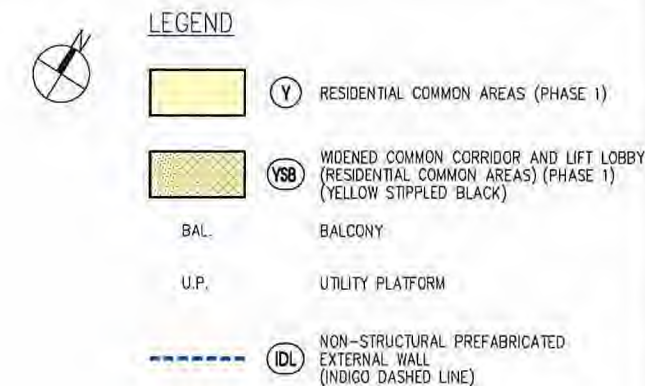 LEGEND
N
Y RESIDENTIAL COMMON AREAS (PHASE 1)
YSB WIDENED COMMON CORRIDOR AND LIFT LOBBY
(RESIDENTIAL COMMON AREAS) (PHASE 1)
(YELLOW STIPPLED BLACK)
BAL. BALCONY
U.P. UTILITY PLATFORM
IDL NON-STRUCTURAL PREFABRICATED
EXTERNAL WALL
(INDIGO DASHED LINE)